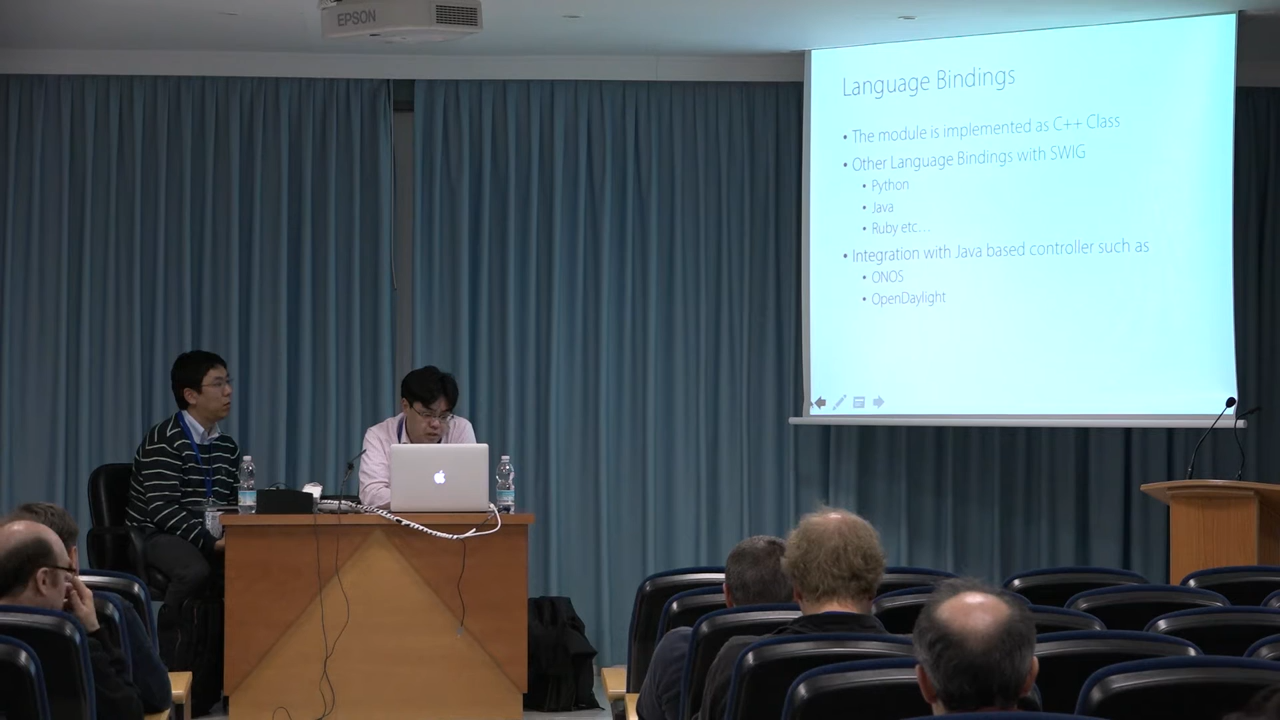 EPSON
Language Bindings
• The module is implemented as C++ Class
• Other Language Bindings with SWIG
• Python
• Java
• Ruby etc...
• Integration with Java based controller such as
• ONOS
• OpenDaylight